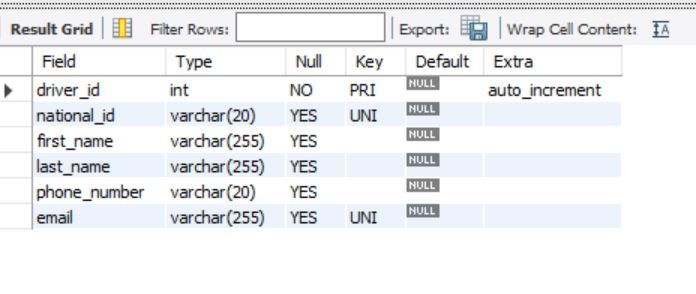 Result Grid Filter Rows: Export: Wrap Cell Content: IA
Field Type Null Key Default Extra
driver_id int NO PRI NULL auto_increment
national_id varchar(20) YES UNI NULL
first_name varchar(255) YES NULL
last_name varchar(255) YES NULL
phone_number varchar(20) YES NULL
email varchar(255) YES UNI NULL